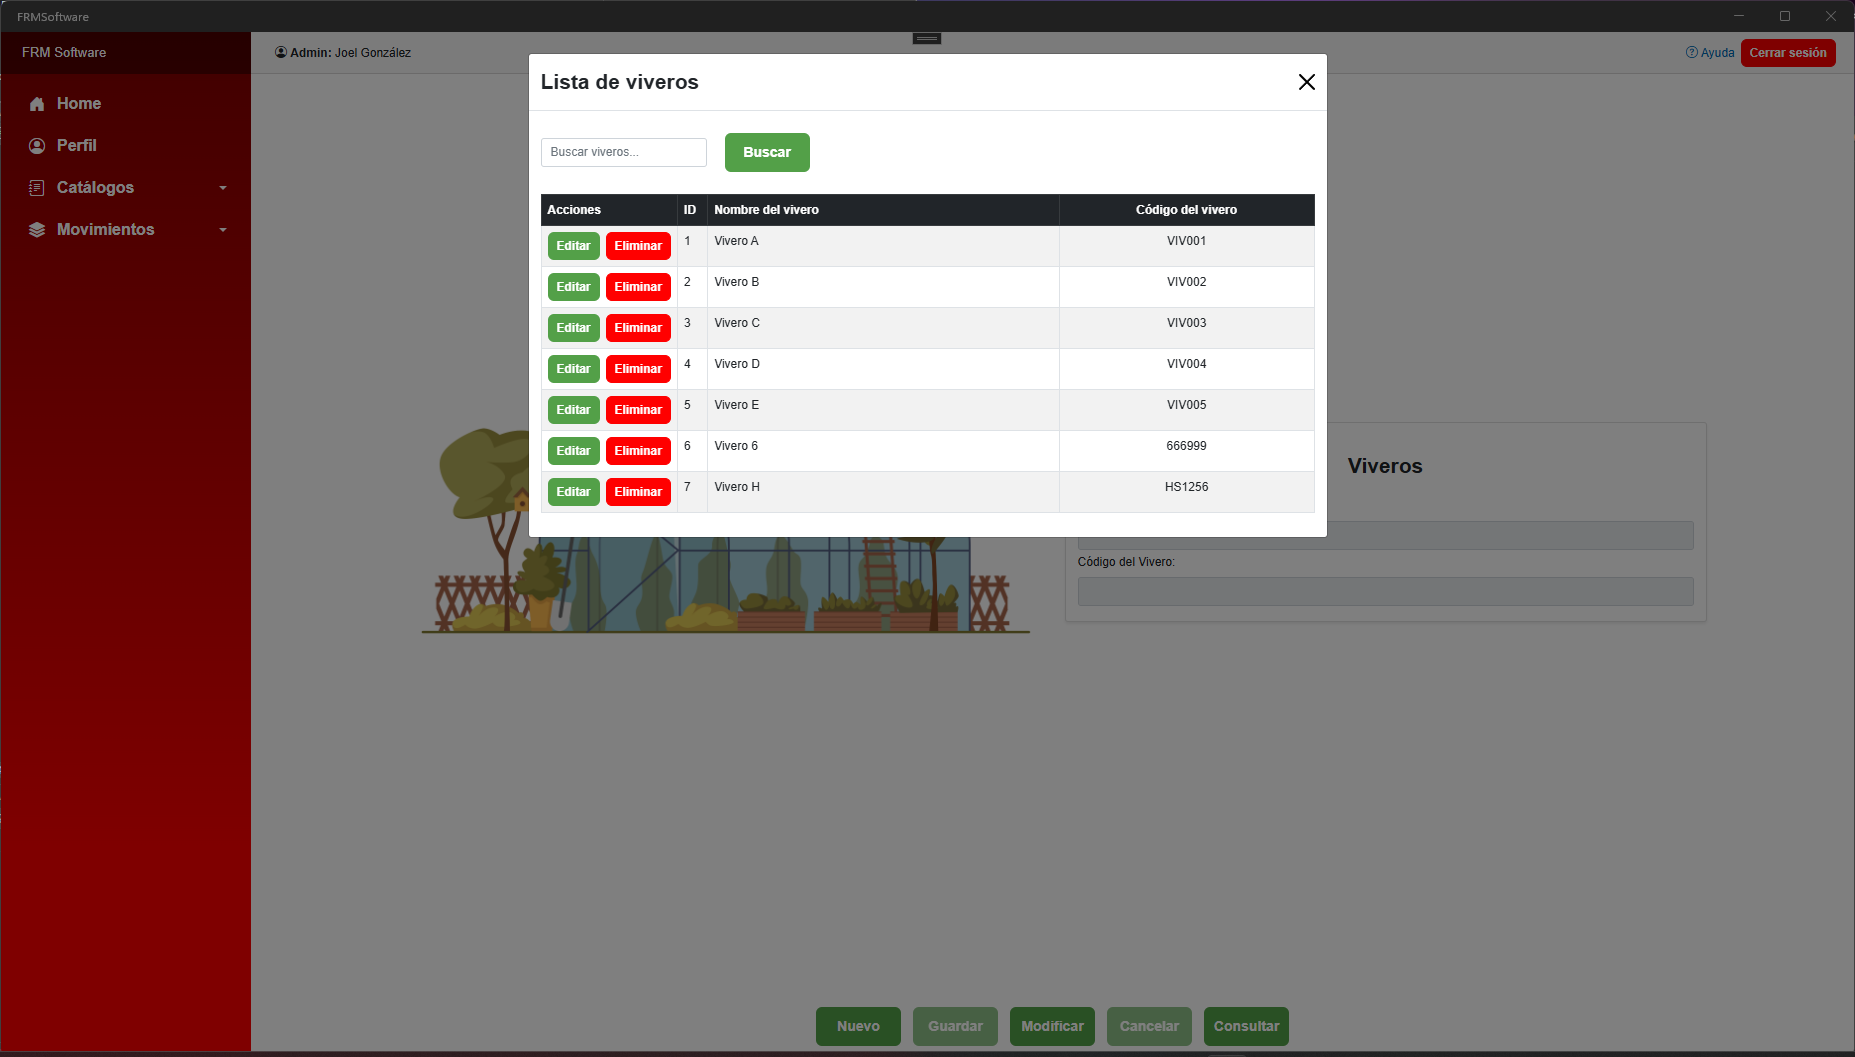 FRMSoftware
FRM Software
Admin: Joel González
Ayuda
Cerrar sesión
Home
Perfil
Catálogos
Movimientos
Lista de viveros
Buscar viveros...
Buscar
Acciones ID Nombre del vivero Código del vivero
Editar Eliminar 1 Vivero A VIV001
Editar Eliminar 2 Vivero B VIV002
Editar Eliminar 3 Vivero C VIV003
Editar Eliminar 4 Vivero D VIV004
Editar Eliminar 5 Vivero E VIV005
Editar Eliminar 6 Vivero 6 666999
Editar Eliminar 7 Vivero H HS1256
Viveros
Código del Vivero:
Nuevo Guardar Modificar Cancelar Consultar